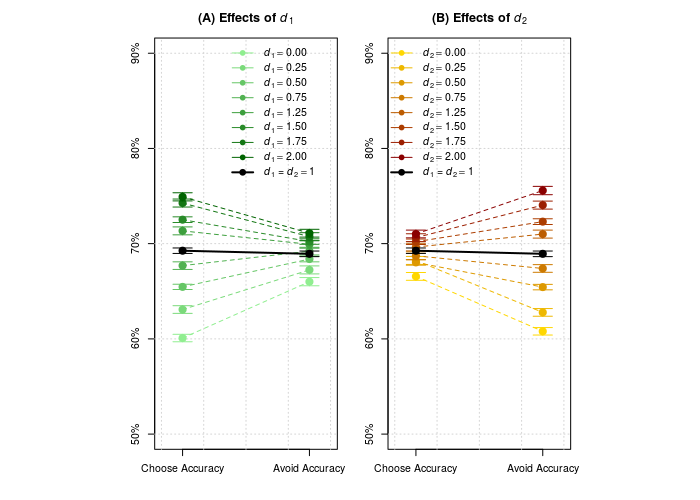 (A) Effects of d₁
90%
80%
70%
60%
50%
d₁ = 0.00
d₁ = 0.25
d₁ = 0.50
d₁ = 0.75
d₁ = 1.25
d₁ = 1.50
d₁ = 1.75
d₁ = 2.00
d₁ = d₂ = 1
Choose Accuracy
Avoid Accuracy
(B) Effects of d₂
90%
80%
70%
60%
50%
d₂ = 0.00
d₂ = 0.25
d₂ = 0.50
d₂ = 0.75
d₂ = 1.25
d₂ = 1.50
d₂ = 1.75
d₂ = 2.00
d₁ = d₂ = 1
Choose Accuracy
Avoid Accuracy